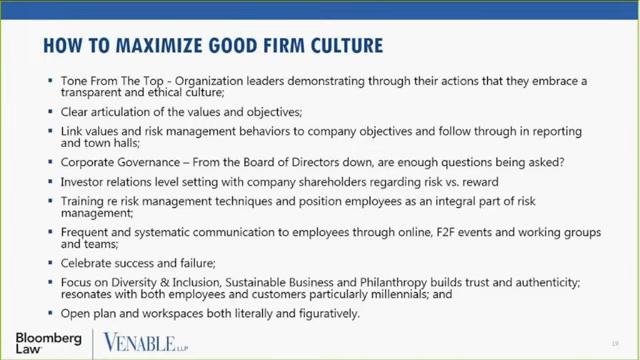 HOW TO MAXIMIZE GOOD FIRM CULTURE
▪ Tone From The Top - Organization leaders demonstrating through their actions that they embrace a
transparent and ethical culture;
▪ Clear articulation of the values and objectives;
▪ Link values and risk management behaviors to company objectives and follow through in reporting
and town halls;
▪ Corporate Governance – From the Board of Directors down, are enough questions being asked?
▪ Investor relations level setting with company shareholders regarding risk vs. reward
▪ Training re risk management techniques and position employees as an integral part of risk
management;
▪ Frequent and systematic communication to employees through online, F2F events and working groups
and teams;
▪ Celebrate success and failure;
▪ Focus on Diversity & Inclusion, Sustainable Business and Philanthropy builds trust and authenticity;
resonates with both employees and customers particularly millennials; and
▪ Open plan and workspaces both literally and figuratively.
Bloomberg
Law
VENABLE LLP
19